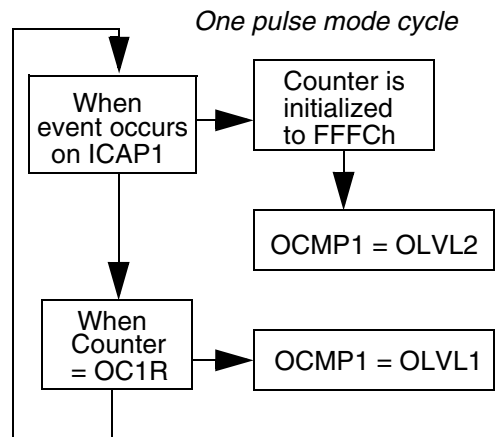 One pulse mode cycle
When
event occurs
on ICAP1
Counter is
initialized
to FFFCh
OCMP1 = OLVL2
When
Counter
= OC1R
OCMP1 = OLVL1